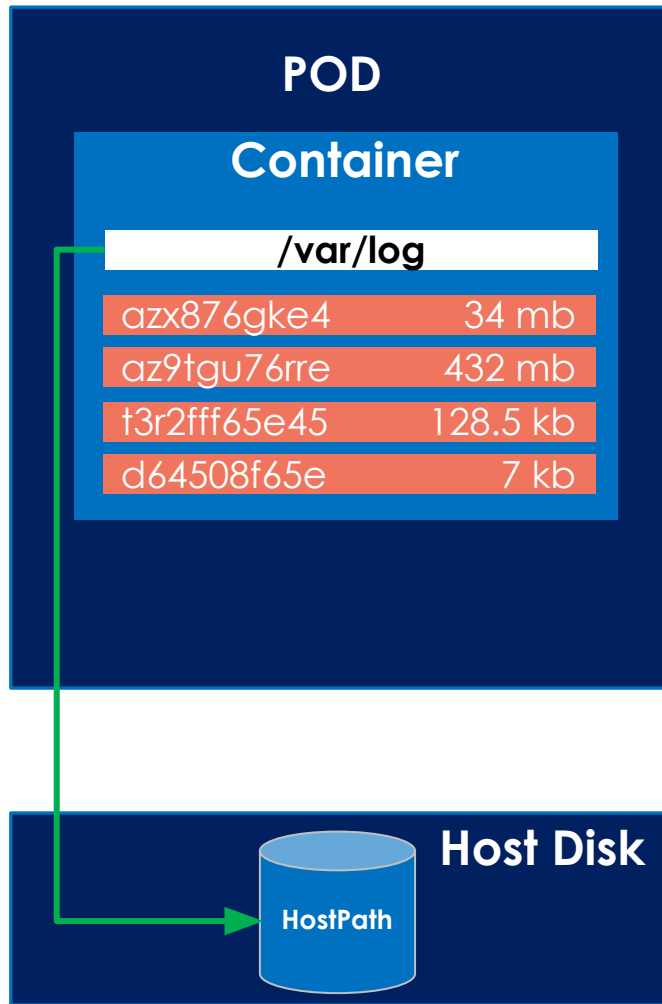 POD
Container
/var/log
azx876gke4 34 mb
az9tgu76rre 432 mb
t3r2fff65e45 128.5 kb
d64508f65e 7 kb
Host Disk
HostPath